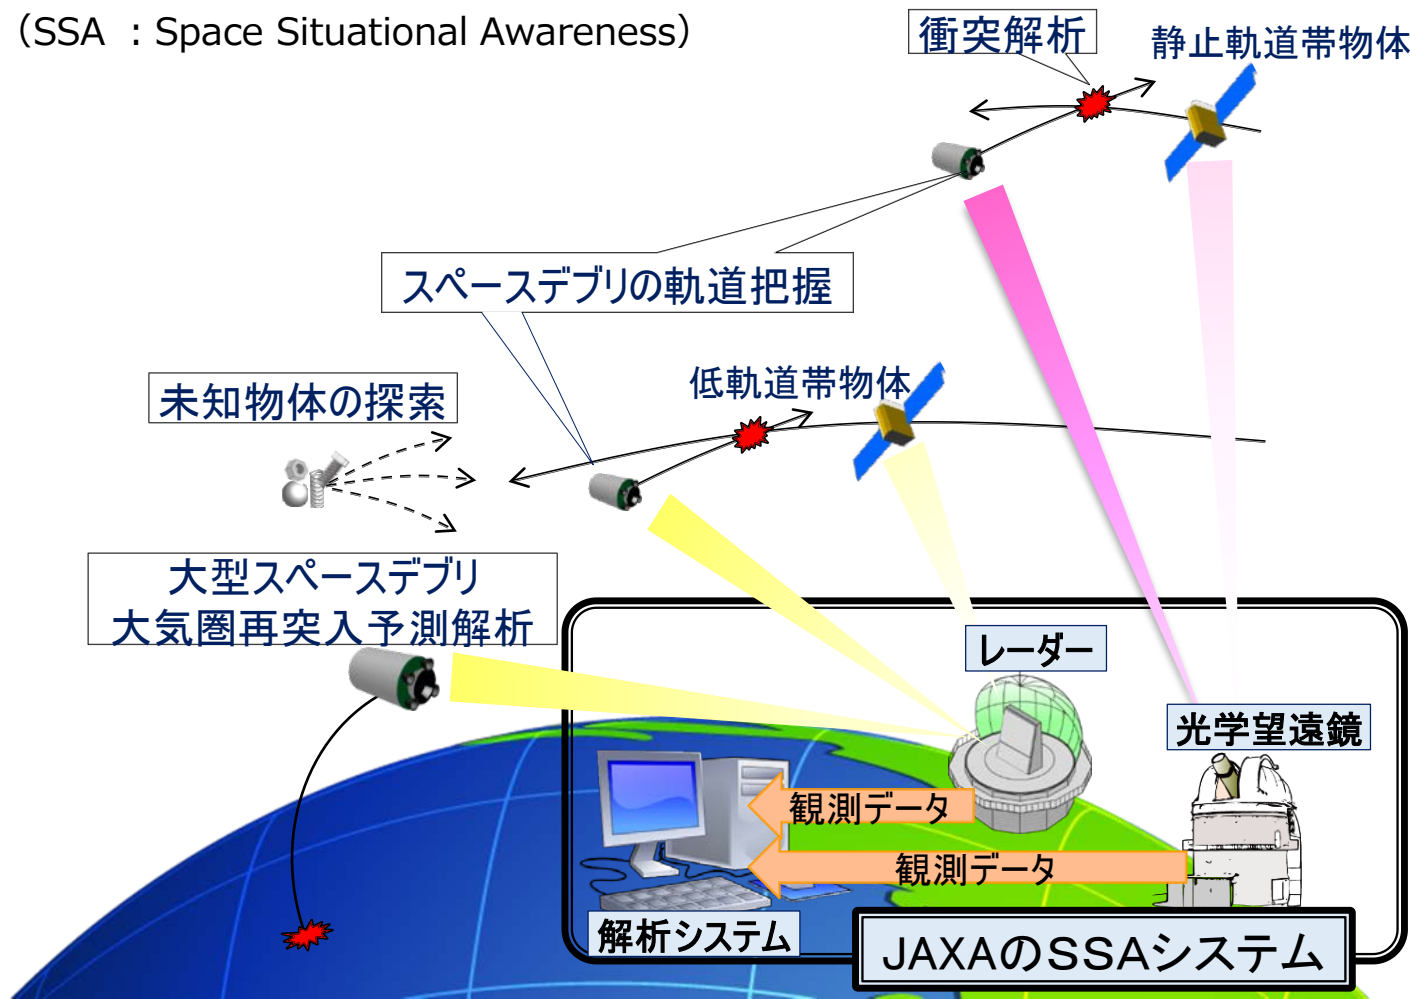 （SSA ：Space Situational Awareness）
衝突解析
静止軌道帯物体
スペースデブリの軌道把握
低軌道帯物体
未知物体の探索
大型スペースデブリ
大気圏再突入予測解析
レーダー
光学望遠鏡
観測データ
観測データ
解析システム
JAXAのSSAシステム